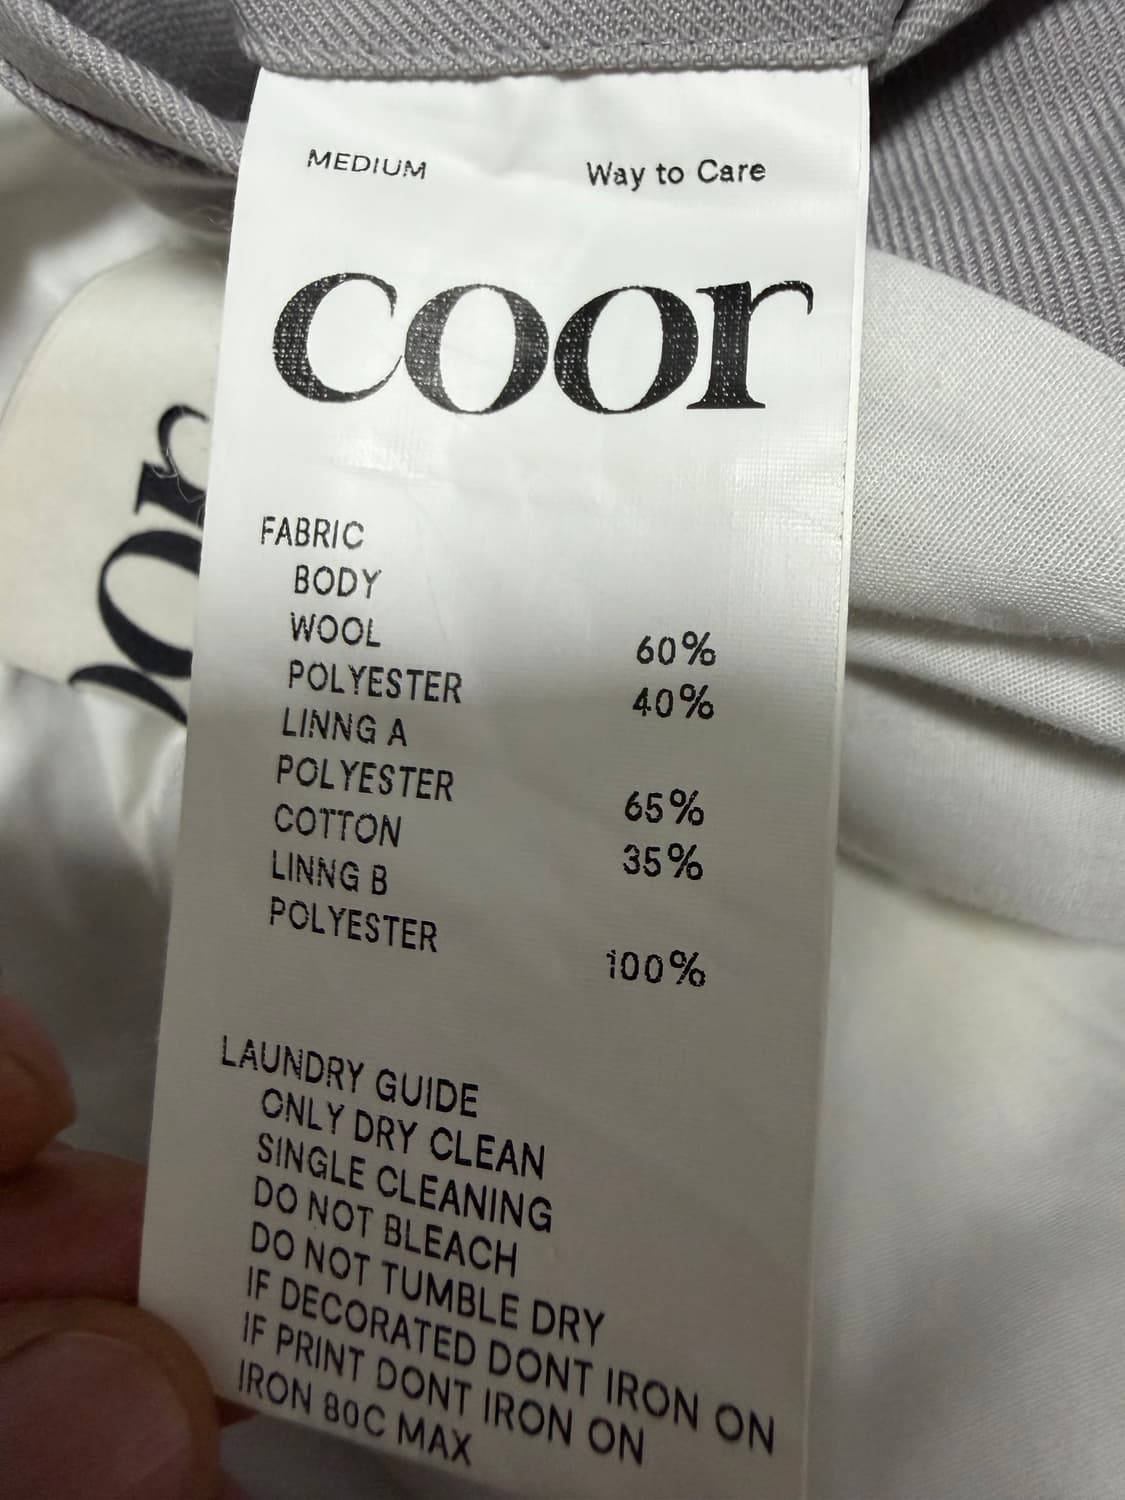 MEDIUM Way to Care
coor
FABRIC
BODY
WOOL 60%
POLYESTER 40%
LINNG A
POLYESTER 65%
COTTON 35%
LINNG B
POLYESTER 100%
LAUNDRY GUIDE
ONLY DRY CLEAN
SINGLE CLEANING
DO NOT BLEACH
DO NOT TUMBLE DRY
IF DECORATED DONT IRON ON
IF PRINT DONT IRON ON
IRON 80C MAX